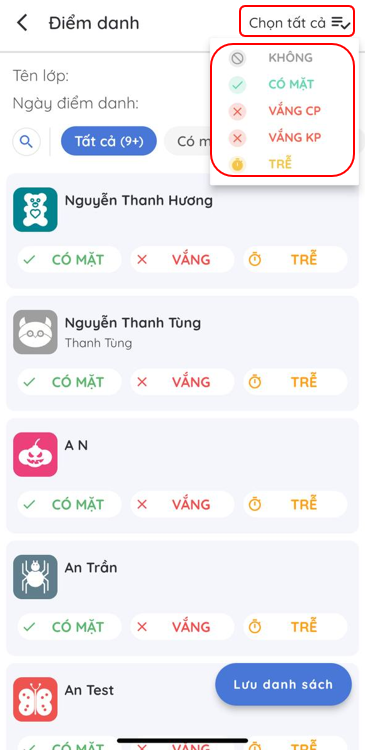 Điểm danh
Chọn tất cả
KHÔNG
CÓ MẶT
VẮNG CP
VẮNG KP
TRỄ
Tên lớp:
Ngày điểm danh:
Tất cả (9+)
Có m
Nguyễn Thanh Hương
CÓ MẶT VẮNG TRỄ
Nguyễn Thanh Tùng
Thanh Tùng
CÓ MẶT VẮNG TRỄ
A N
CÓ MẶT VẮNG TRỄ
An Trần
CÓ MẶT VẮNG TRỄ
An Test
Lưu danh sách
CÓ MẶT VẮNG TRỄ